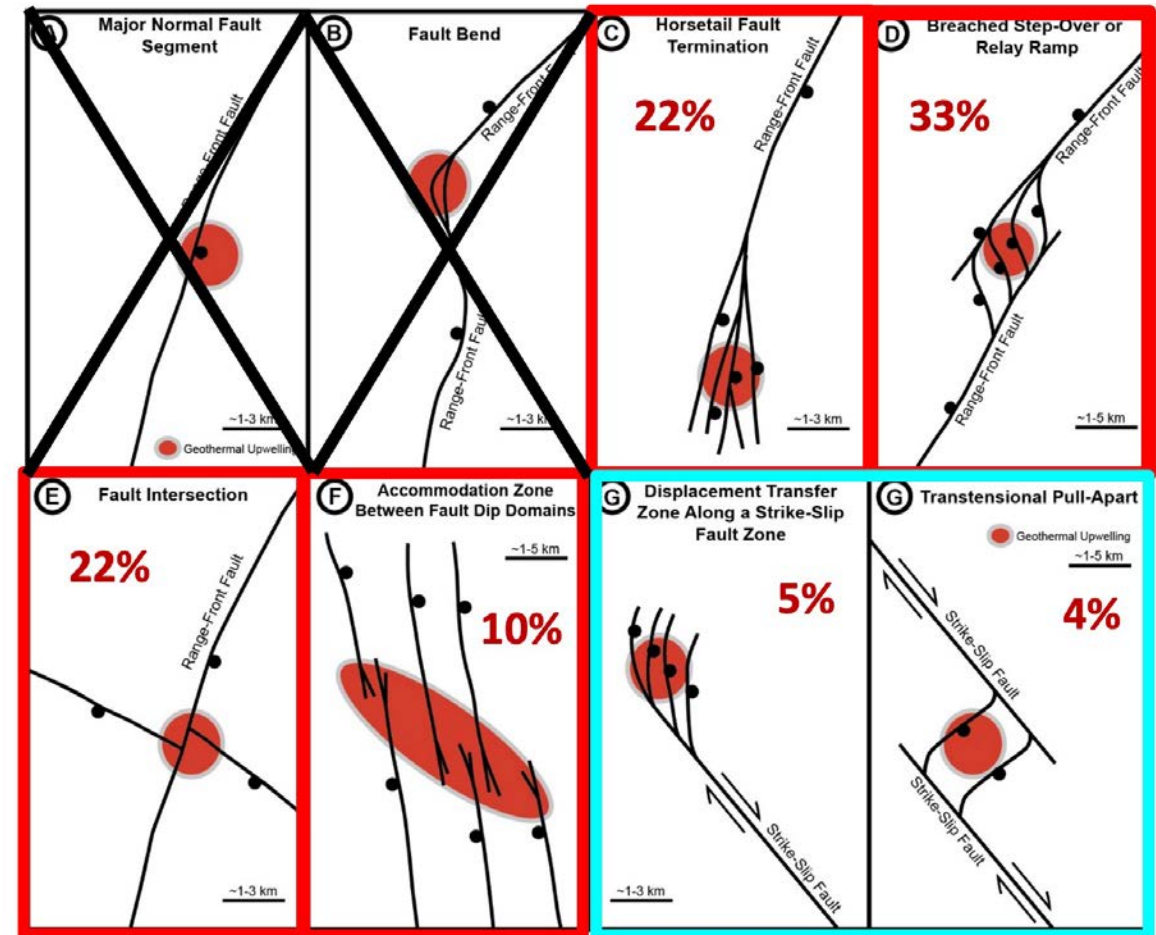 A
Major Normal Fault
Segment
Range-Front Fault
~1-3 km
Geothermal Upwelling
B
Fault Bend
Range-Front F
Range-Front Fault
~1-3 km
C
Horsetail Fault
Termination
22%
Range-Front Fault
~1-3 km
D
Breached Step-Over or
Relay Ramp
33%
Range-Front Fault
Range-Front Fault
~1-5 km
E
Fault Intersection
22%
Range-Front Fault
~1-3 km
F
Accommodation Zone
Between Fault Dip Domains
~1-5 km
10%
G
Displacement Transfer
Zone Along a Strike-Slip
Fault Zone
5%
Strike-Slip Fault
~1-3 km
G
Transtensional Pull-Apart
Geothermal Upwelling
~1-5 km
4%
Strike-Slip Fault
Strike-Slip Fault